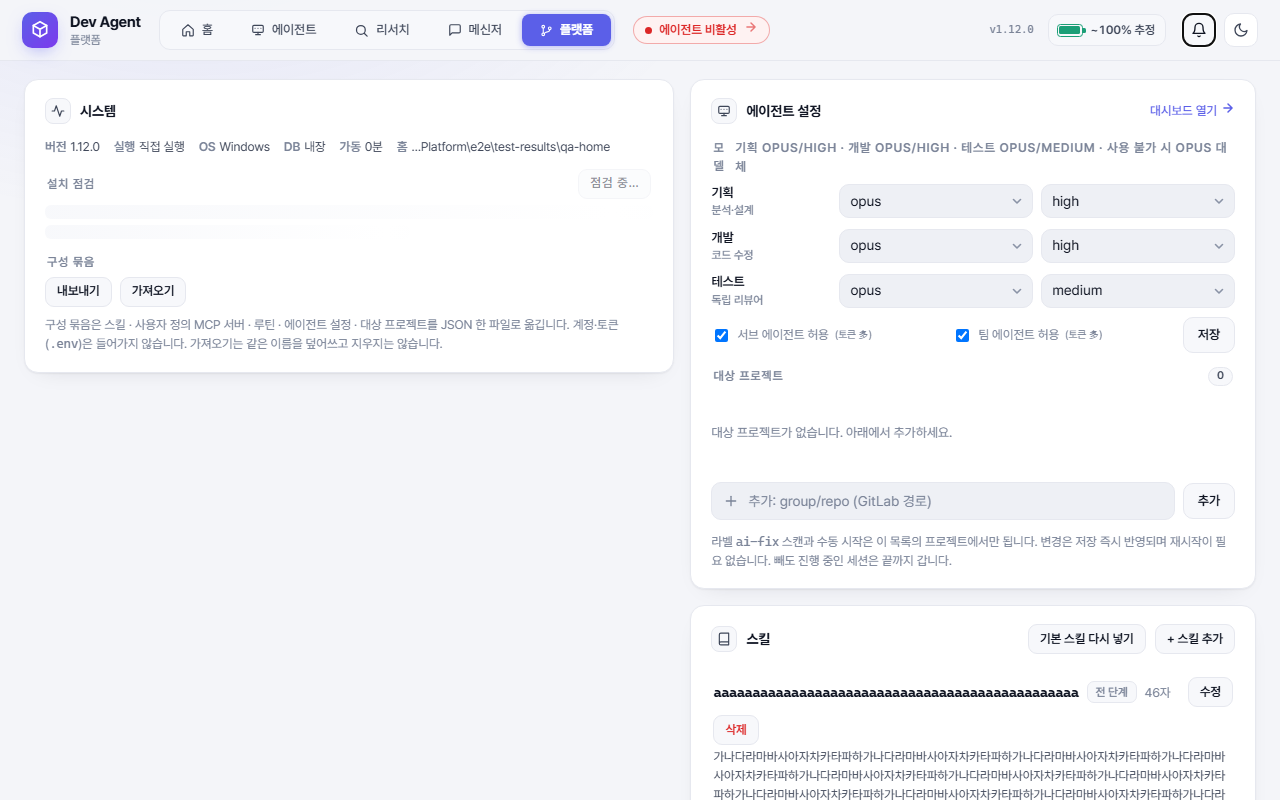 Dev Agent
플랫폼
홈
에이전트
리서치
메신저
플랫폼
에이전트 비활성 →
v1.12.0
~100% 추정
시스템
버전 1.12.0 실행 직접 실행 OS Windows DB 내장 가동 0분 홈 ...Platform\e2e\test-results\qa-home
설치 점검
점검 중...
구성 묶음
내보내기
가져오기
구성 묶음은 스킬 · 사용자 정의 MCP 서버 · 루틴 · 에이전트 설정 · 대상 프로젝트를 JSON 한 파일로 옮깁니다. 계정·토큰
(.env)은 들어가지 않습니다. 가져오기는 같은 이름을 덮어쓰고 지우지는 않습니다.
에이전트 설정
대시보드 열기 →
모델 기획 OPUS/HIGH · 개발 OPUS/HIGH · 테스트 OPUS/MEDIUM · 사용 불가 시 OPUS 대체
기획
분석·설계
opus
high
개발
코드 수정
opus
high
테스트
독립 리뷰어
opus
medium
서브 에이전트 허용 (토큰 多)
팀 에이전트 허용 (토큰 多)
저장
대상 프로젝트
0
대상 프로젝트가 없습니다. 아래에서 추가하세요.
+ 추가: group/repo (GitLab 경로)
추가
라벨 ai-fix 스캔과 수동 시작은 이 목록의 프로젝트에서만 됩니다. 변경은 저장 즉시 반영되며 재시작이 필
요 없습니다. 빼도 진행 중인 세션은 끝까지 갑니다.
스킬
기본 스킬 다시 넣기
+ 스킬 추가
aaaaaaaaaaaaaaaaaaaaaaaaaaaaaaaaaaaaaaaaaaaaaa
전 단계
46자
수정
삭제
가나다라마바사아자차카타파하가나다라마바사아자차카타파하가나다라마바사아자차카타파하가나다라마바
사아자차카타파하가나다라마바사아자차카타파하가나다라마바사아자차카타파하가나다라마바사아자차카타
파하가나다라마바사아자차카타파하가나다라마바사아자차카타파하가나다라마바사아자차카타파하가나다라